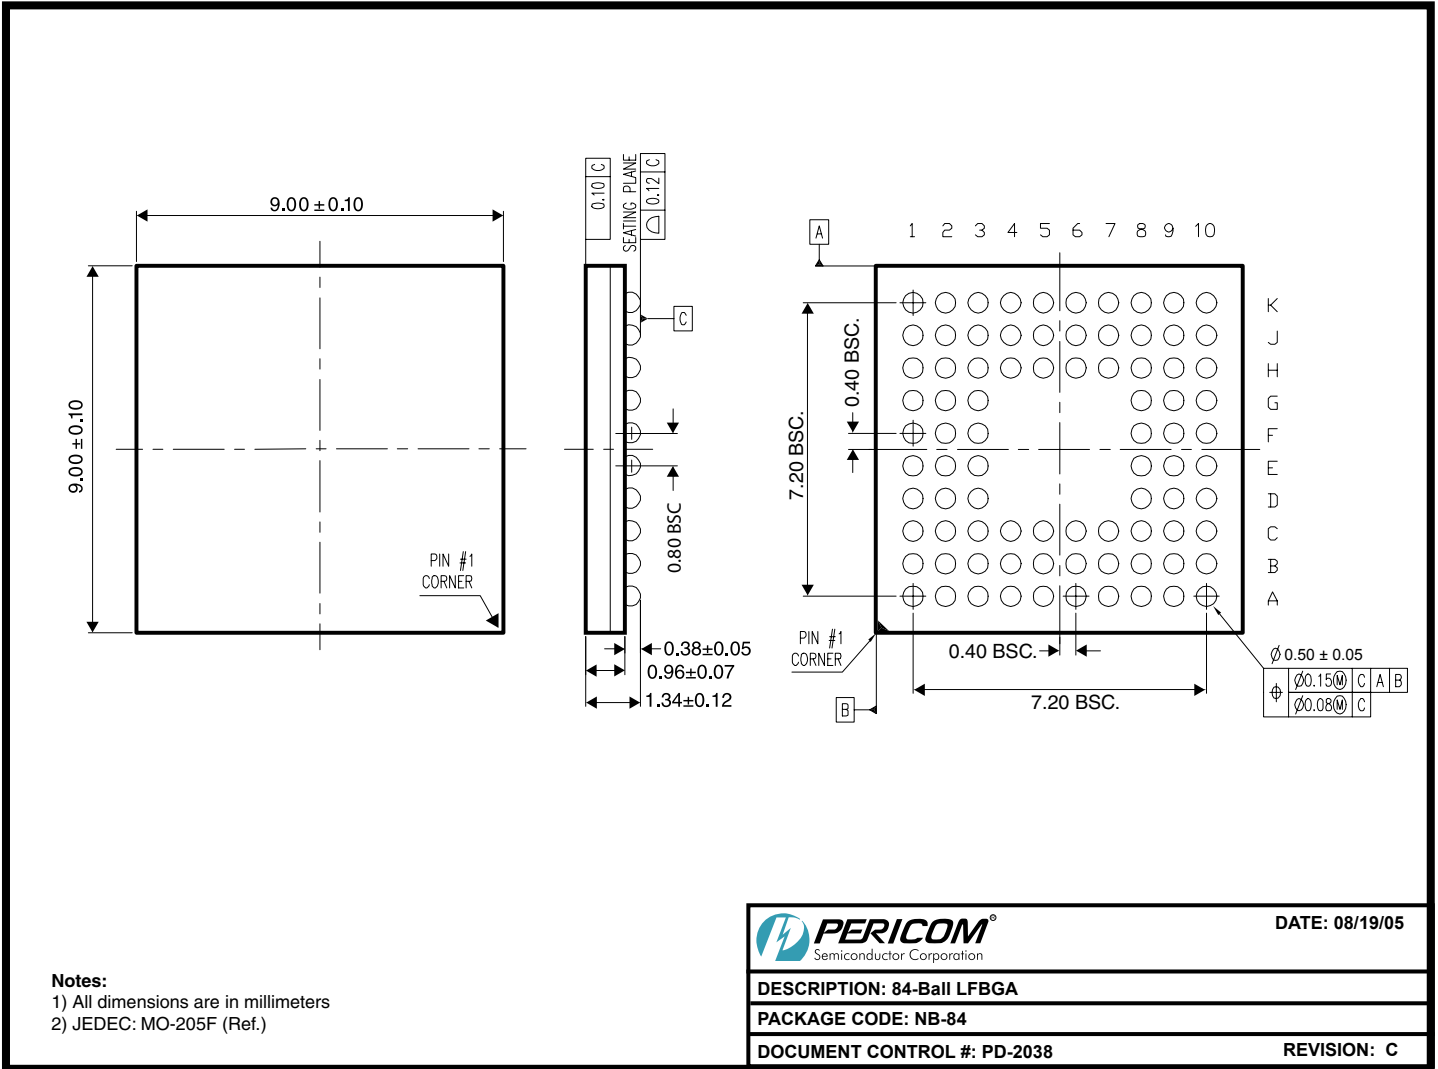 9.00 ± 0.10
9.00 ± 0.10
PIN #1
CORNER
0.10 C
SEATING PLANE
0.12 C
C
0.80 BSC
0.38±0.05
0.96±0.07
1.34±0.12
A
1 2 3 4 5 6 7 8 9 10
K
J
H
G
F
E
D
C
B
A
0.40 BSC.
7.20 BSC.
PIN #1
CORNER
0.40 BSC.
7.20 BSC.
B
Ø 0.50 ± 0.05
Ø0.15Ⓜ C A B
Ø0.08Ⓜ C
Notes:
1) All dimensions are in millimeters
2) JEDEC: MO-205F (Ref.)
PERICOM®
Semiconductor Corporation
DATE: 08/19/05
DESCRIPTION: 84-Ball LFBGA
PACKAGE CODE: NB-84
DOCUMENT CONTROL #: PD-2038
REVISION: C